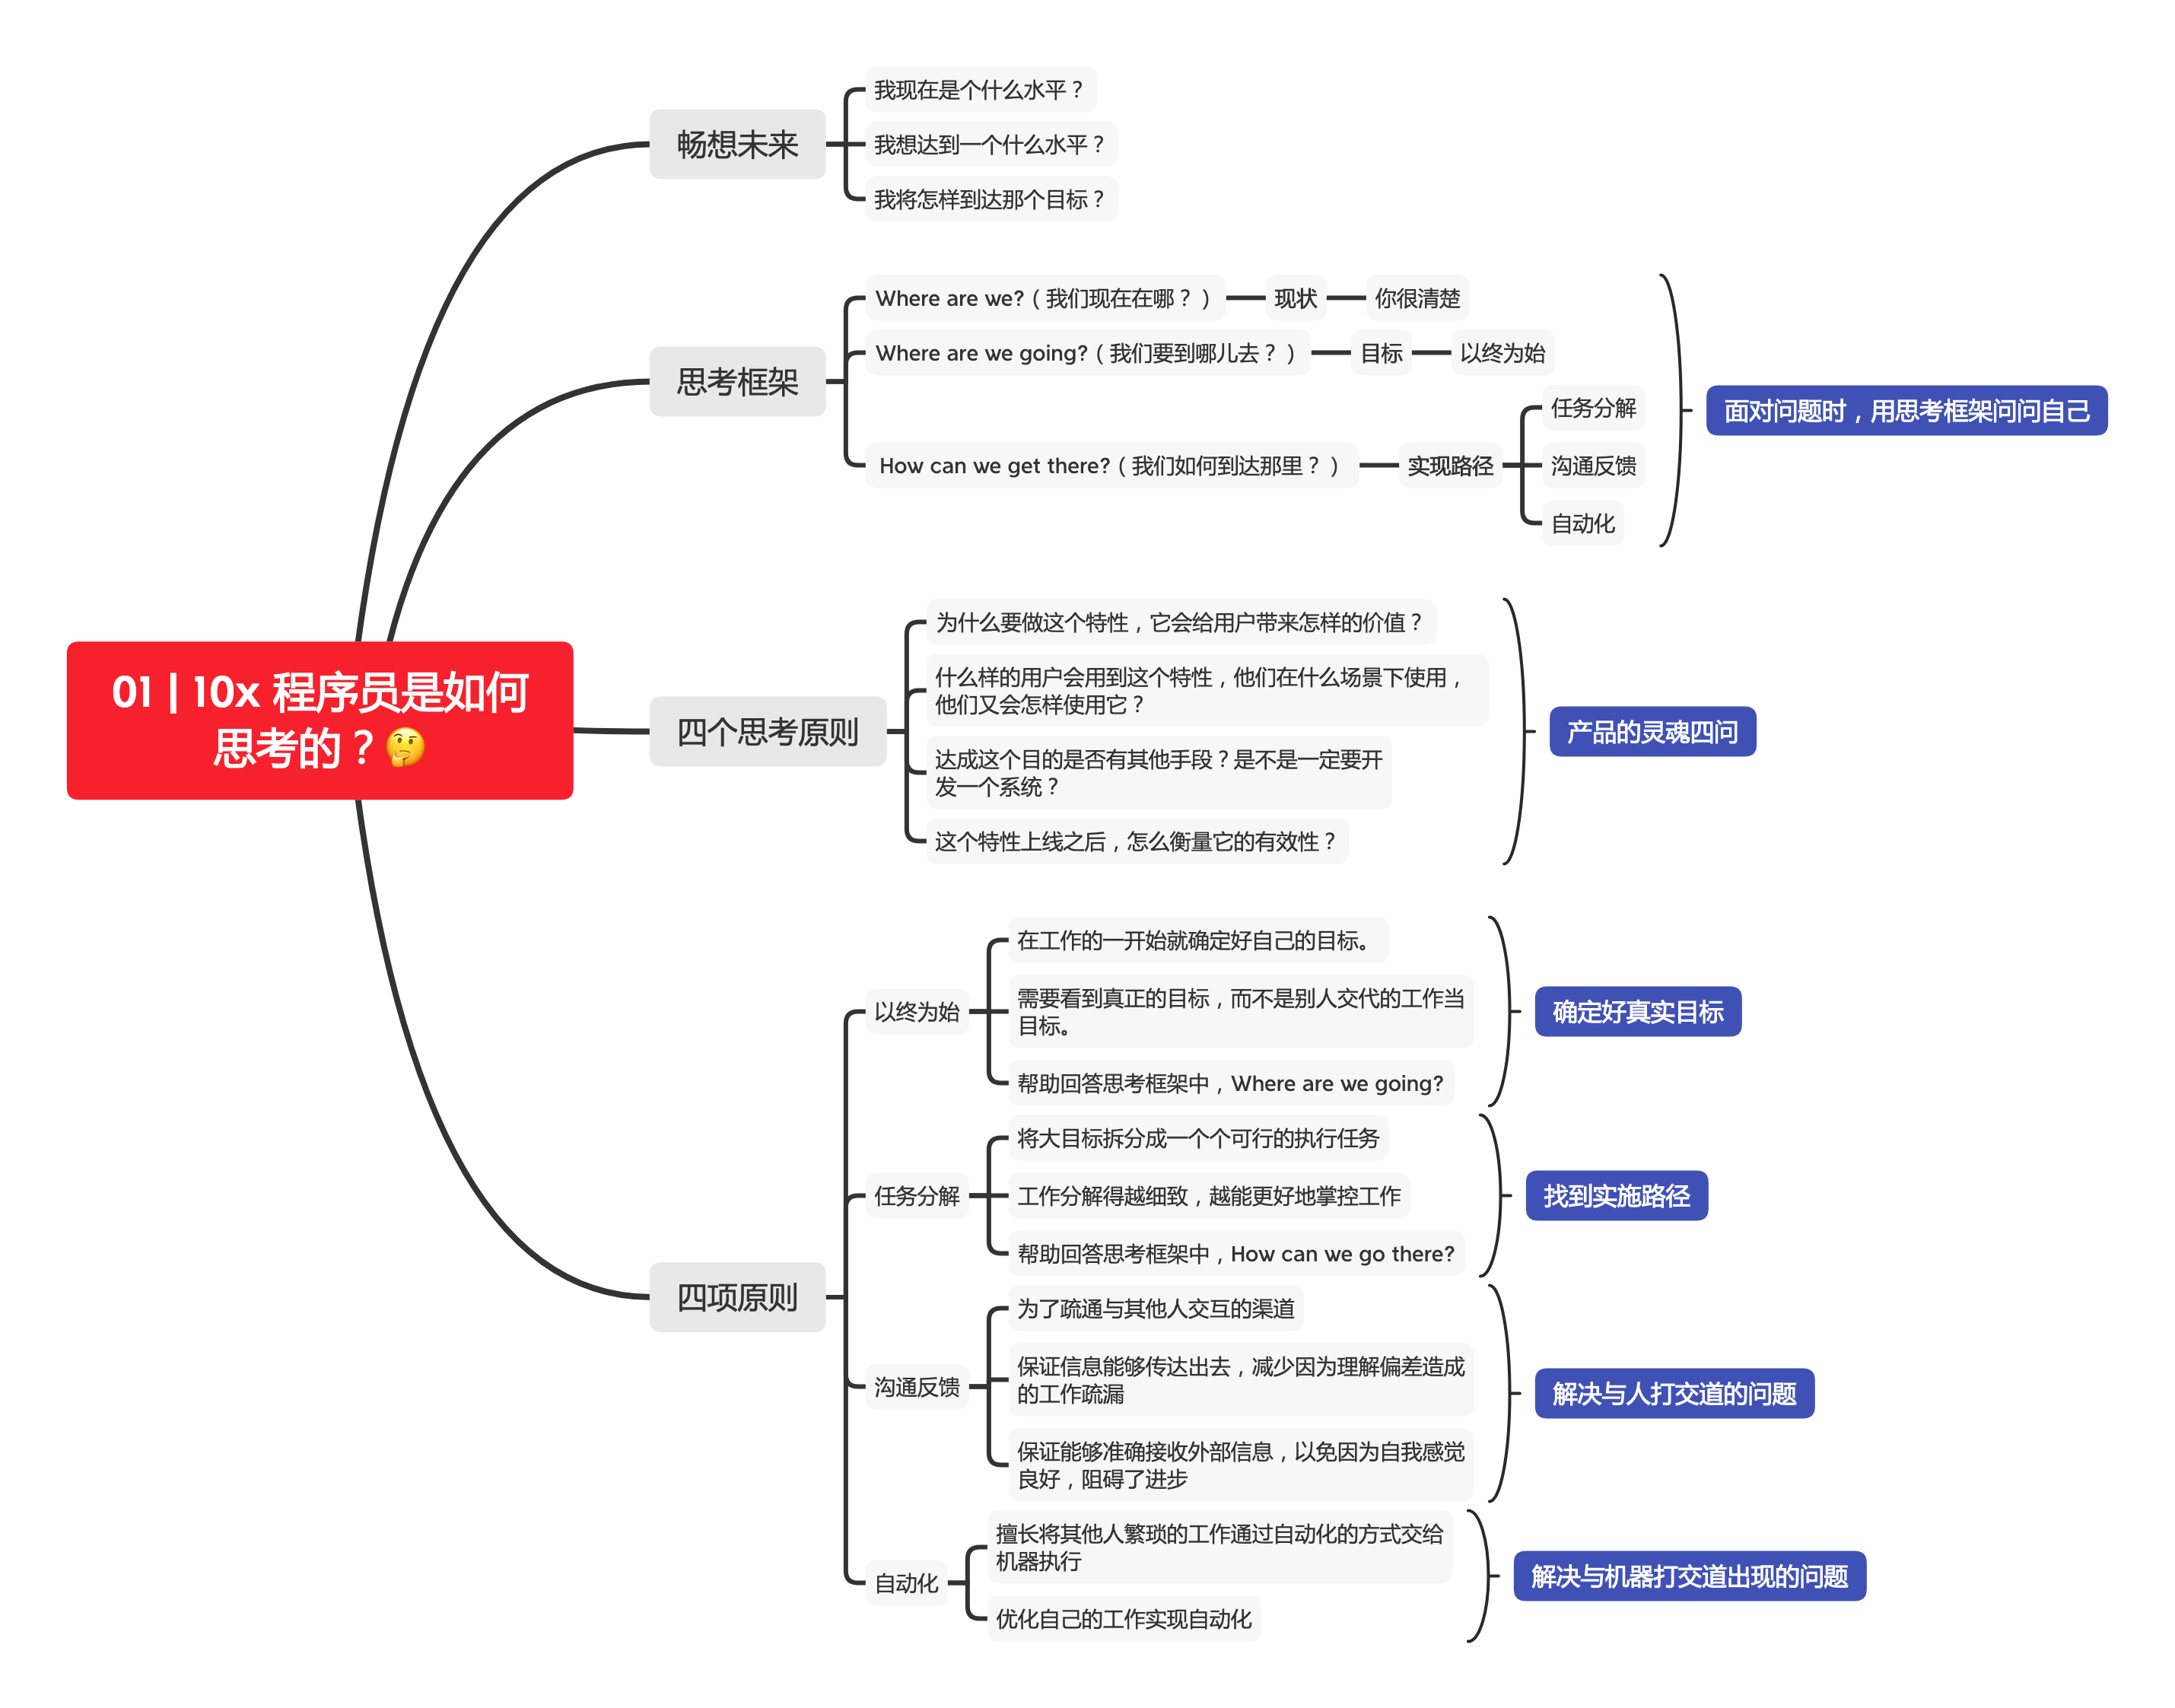 01 | 10x 程序员是如何
思考的？🤔
畅想未来
我现在是个什么水平？
我想达到一个什么水平？
我将怎样到达那个目标？
思考框架
Where are we?（我们现在在哪？）
现状
你很清楚
Where are we going?（我们要到哪儿去？）
目标
以终为始
How can we get there?（我们如何到达那里？）
实现路径
任务分解
沟通反馈
自动化
面对问题时，用思考框架问问自己
四个思考原则
为什么要做这个特性，它会给用户带来怎样的价值？
什么样的用户会用到这个特性，他们在什么场景下使用，
他们又会怎样使用它？
达成这个目的是否有其他手段？是不是一定要开
发一个系统？
这个特性上线之后，怎么衡量它的有效性？
产品的灵魂四问
四项原则
以终为始
在工作的一开始就确定好自己的目标。
需要看到真正的目标，而不是别人交代的工作当
目标。
帮助回答思考框架中，Where are we going?
确定好真实目标
任务分解
将大目标拆分成一个个可行的执行任务
工作分解得越细致，越能更好地掌控工作
帮助回答思考框架中，How can we go there?
找到实施路径
沟通反馈
为了疏通与其他人交互的渠道
保证信息能够传达出去，减少因为理解偏差造成
的工作疏漏
保证能够准确接收外部信息，以免因为自我感觉
良好，阻碍了进步
解决与人打交道的问题
自动化
擅长将其他人繁琐的工作通过自动化的方式交给
机器执行
优化自己的工作实现自动化
解决与机器打交道出现的问题